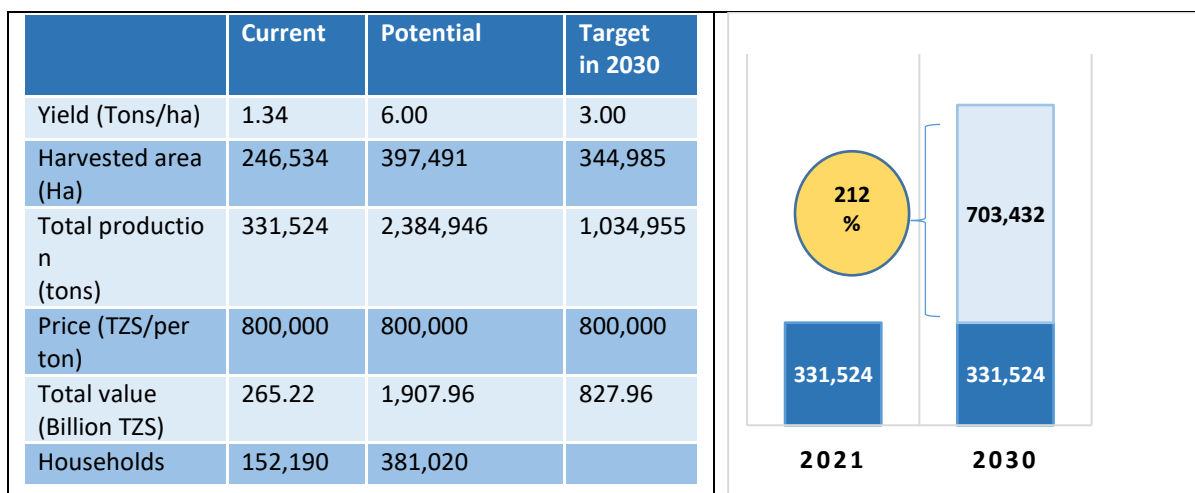 Current Potential Target
in 2030
Yield (Tons/ha) 1.34 6.00 3.00
Harvested area 246,534 397,491 344,985
(Ha)
Total productio 331,524 2,384,946 1,034,955
n
(tons)
Price (TZS/per 800,000 800,000 800,000
ton)
Total value 265.22 1,907.96 827.96
(Billion TZS)
Households 152,190 381,020
212
%
703,432
331,524 331,524
2021 2030